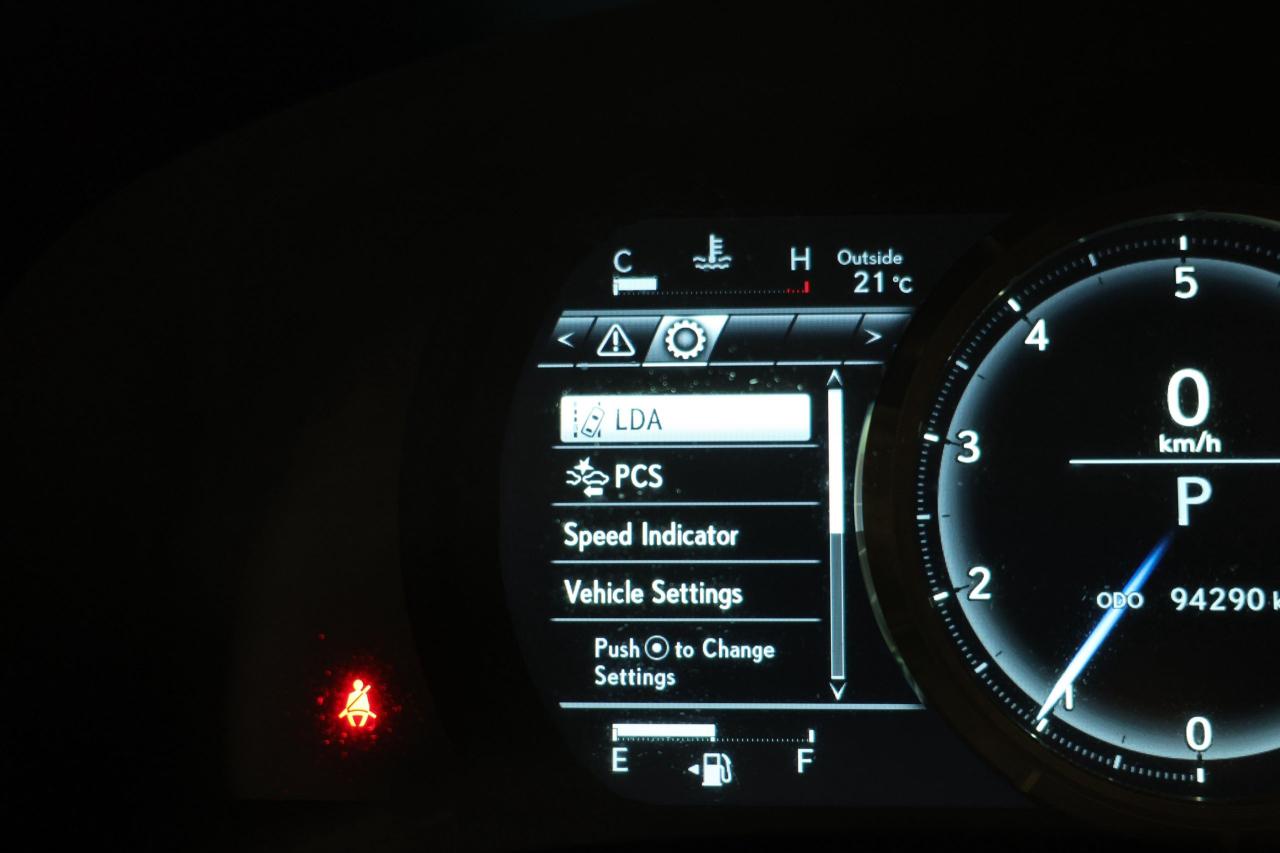 C H Outside
21 °C
< >
LDA
PCS
Speed Indicator
Vehicle Settings
Push to Change
Settings
E F
5
4
3
2
1
0
0
km/h
P
ODO 94290 k